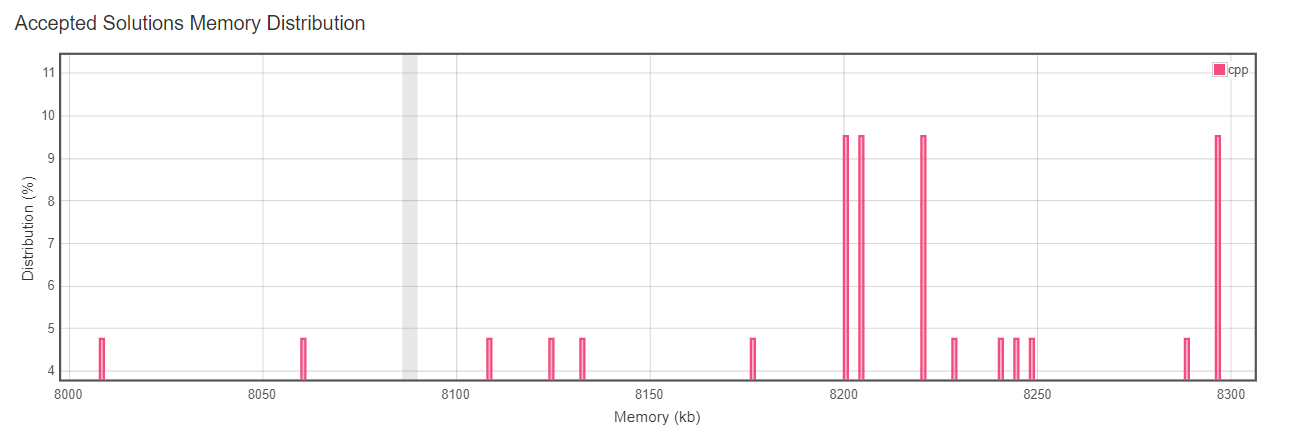 Accepted Solutions Memory Distribution
cpp
11
10
9
8
7
6
5
4
Distribution (%)
8000 8050 8100 8150 8200 8250 8300
Memory (kb)